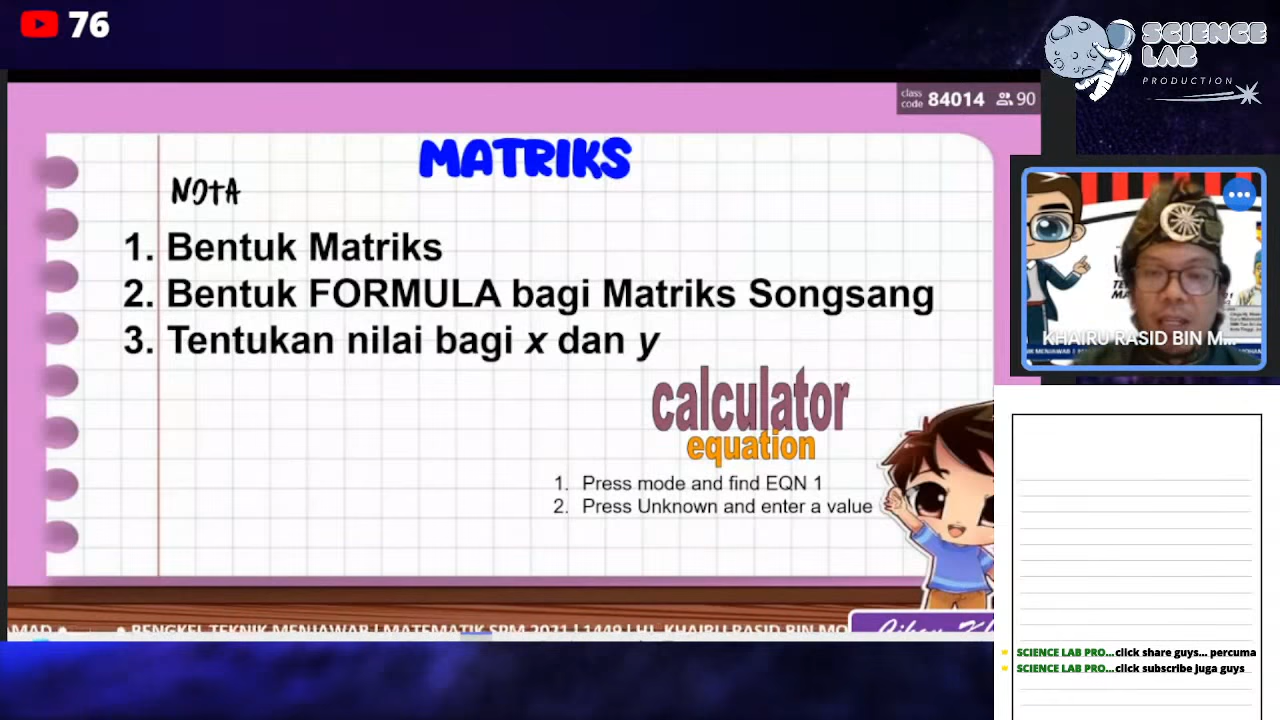 76
SCIENCE
LAB
PRODUCTION
class
code 84014 90
MATRIKS
NOTA
1. Bentuk Matriks
2. Bentuk FORMULA bagi Matriks Songsang
3. Tentukan nilai bagi x dan y
calculator
equation
1. Press mode and find EQN 1
2. Press Unknown and enter a value
KHAIRU RASID BIN M...
• BENGKEL TEKNIK MENJAWAB | MATEMATIK SPM 2021 | 1449 | HJ. KHAIRU RASID BIN MO
SCIENCE LAB PRO... click share guys... percuma
SCIENCE LAB PRO... click subscribe juga guys